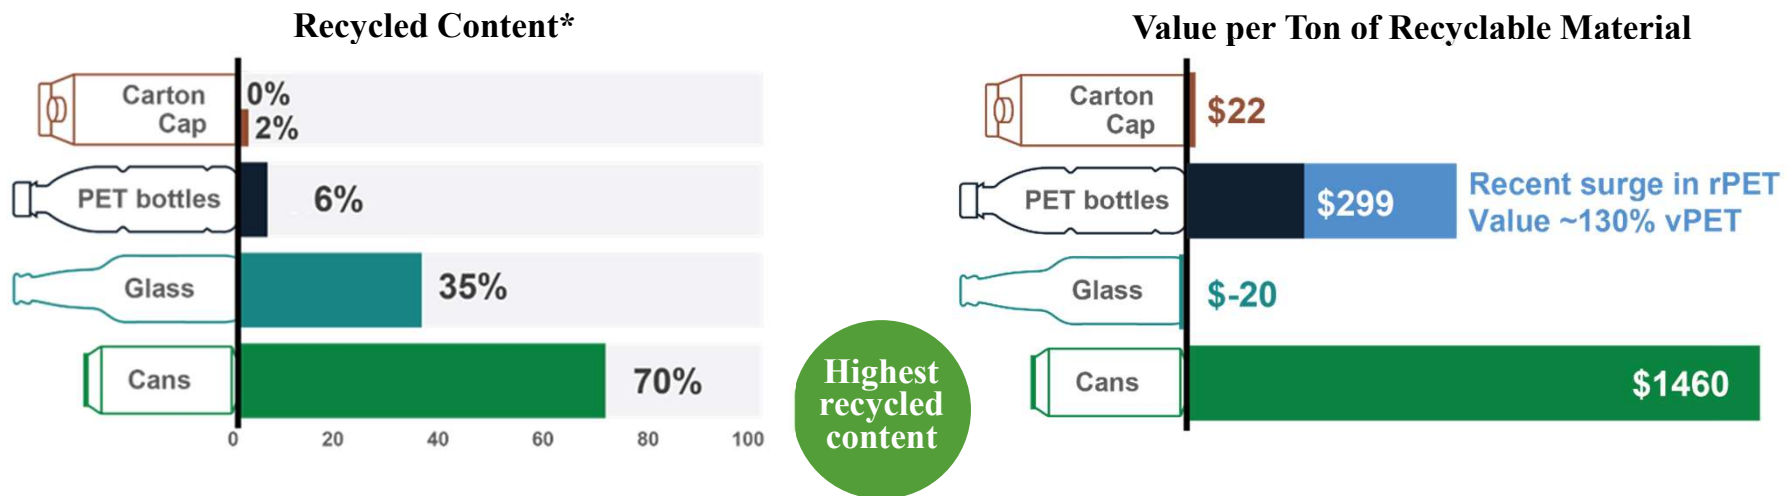 Recycled Content*
Carton
Cap
0%
2%
PET bottles
6%
Glass
35%
Cans
70%
0 20 40 60 80 100
Highest
recycled
content
Value per Ton of Recyclable Material
Carton
Cap
$22
PET bottles
$299
Recent surge in rPET
Value ~130% vPET
Glass
$-20
Cans
$1460